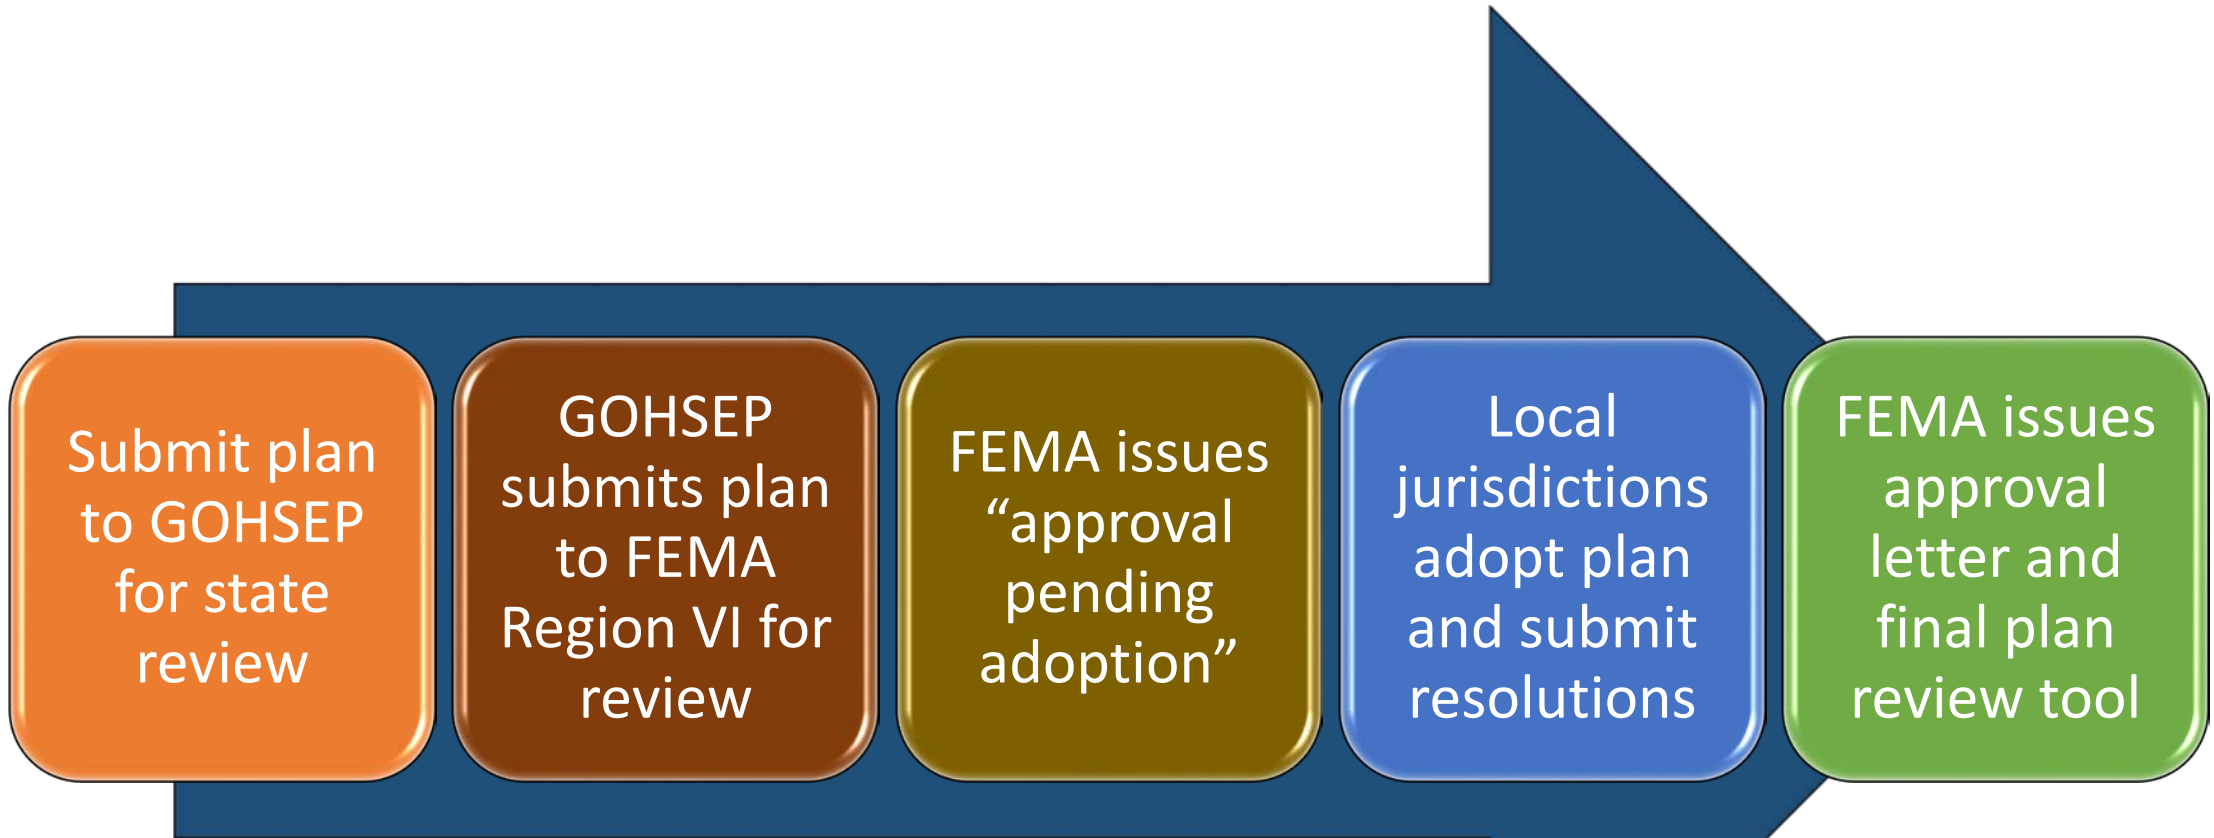 Submit plan
to GOHSEP
for state
review
GOHSEP
submits plan
to FEMA
Region VI for
review
FEMA issues
“approval
pending
adoption”
Local
jurisdictions
adopt plan
and submit
resolutions
FEMA issues
approval
letter and
final plan
review tool